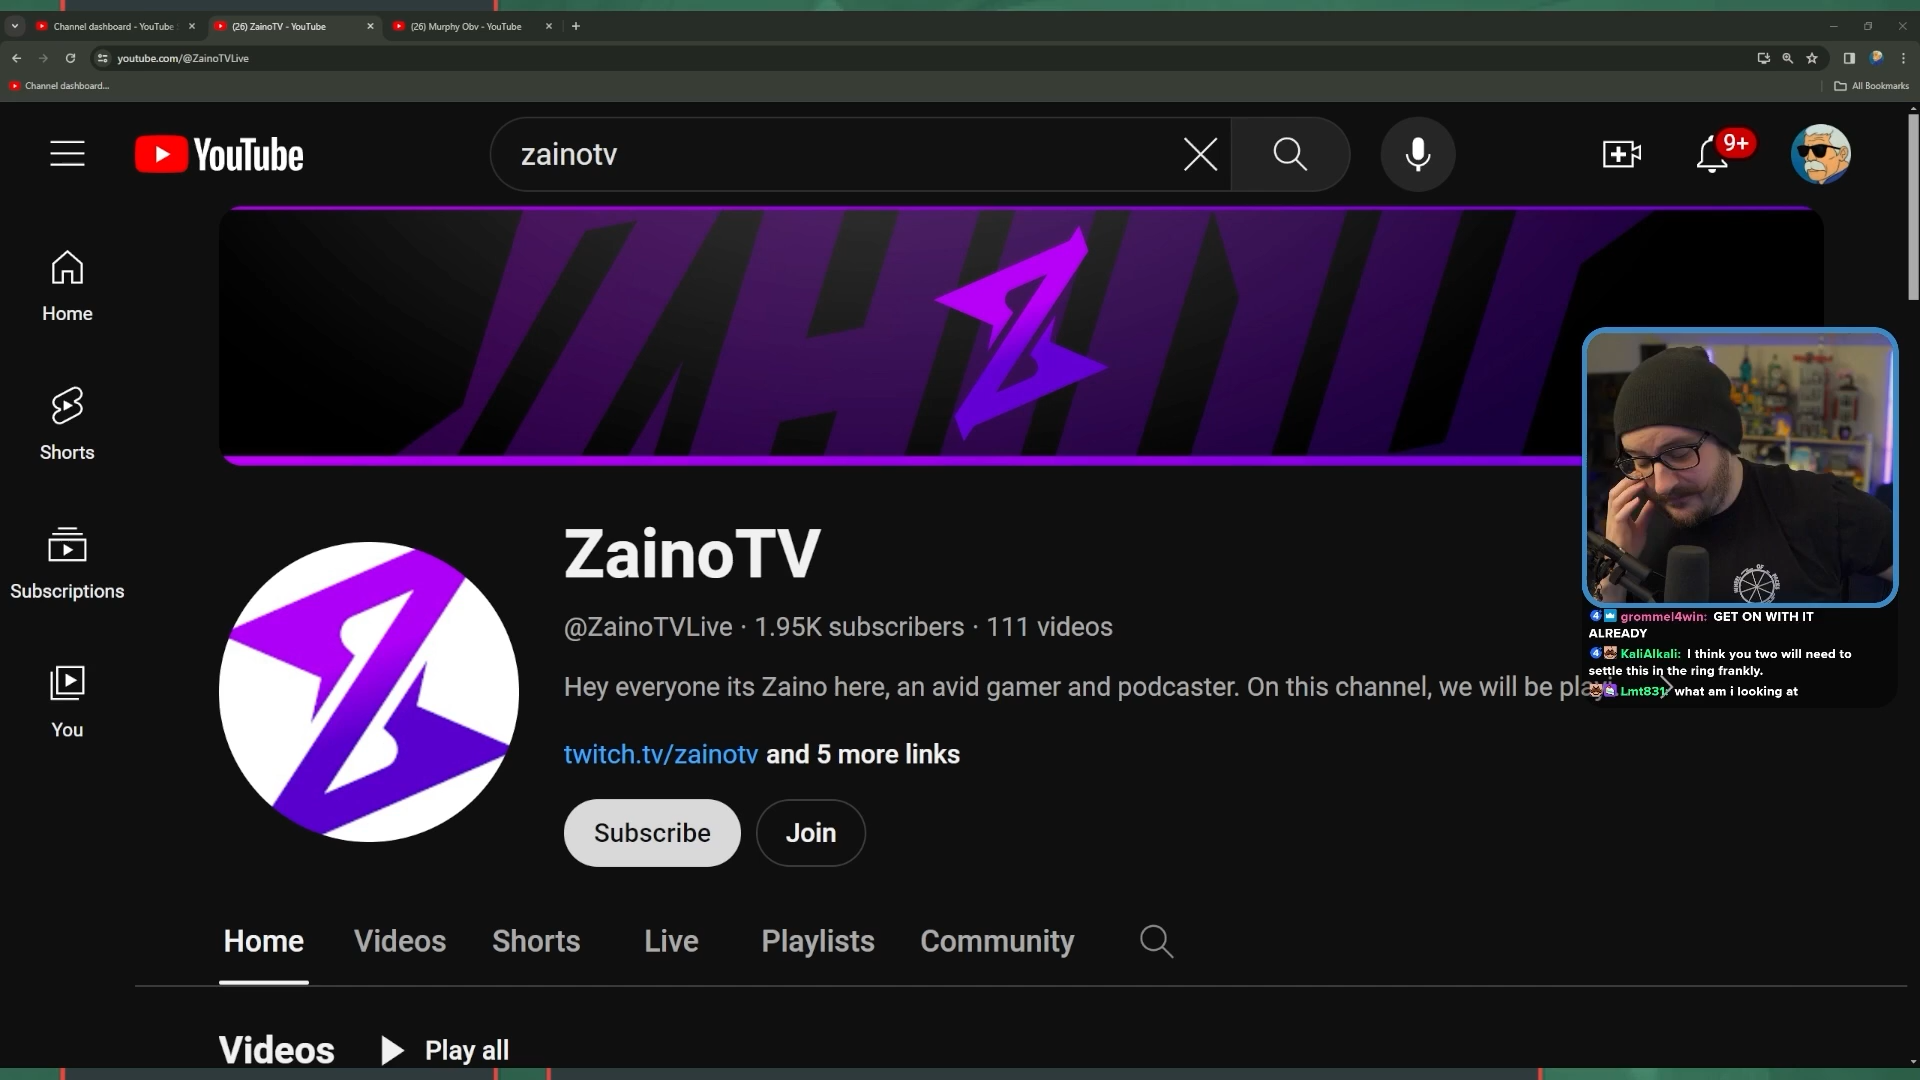 Channel dashboard - YouTube
(26) ZainoTV - YouTube
(26) Murphy Obv - YouTube
youtube.com/@ZainoTVLive
Channel dashboard...
All Bookmarks
YouTube
zainotv
9+
Home
Shorts
Subscriptions
You
ZainoTV
@ZainoTVLive · 1.95K subscribers · 111 videos
Hey everyone its Zaino here, an avid gamer and podcaster. On this channel, we will be play
twitch.tv/zainotv and 5 more links
Subscribe
Join
grommel4win: GET ON WITH IT
ALREADY
KaliAlkali: I think you two will need to
settle this in the ring frankly.
Lmt831: what am i looking at
Home
Videos
Shorts
Live
Playlists
Community
Videos
Play all